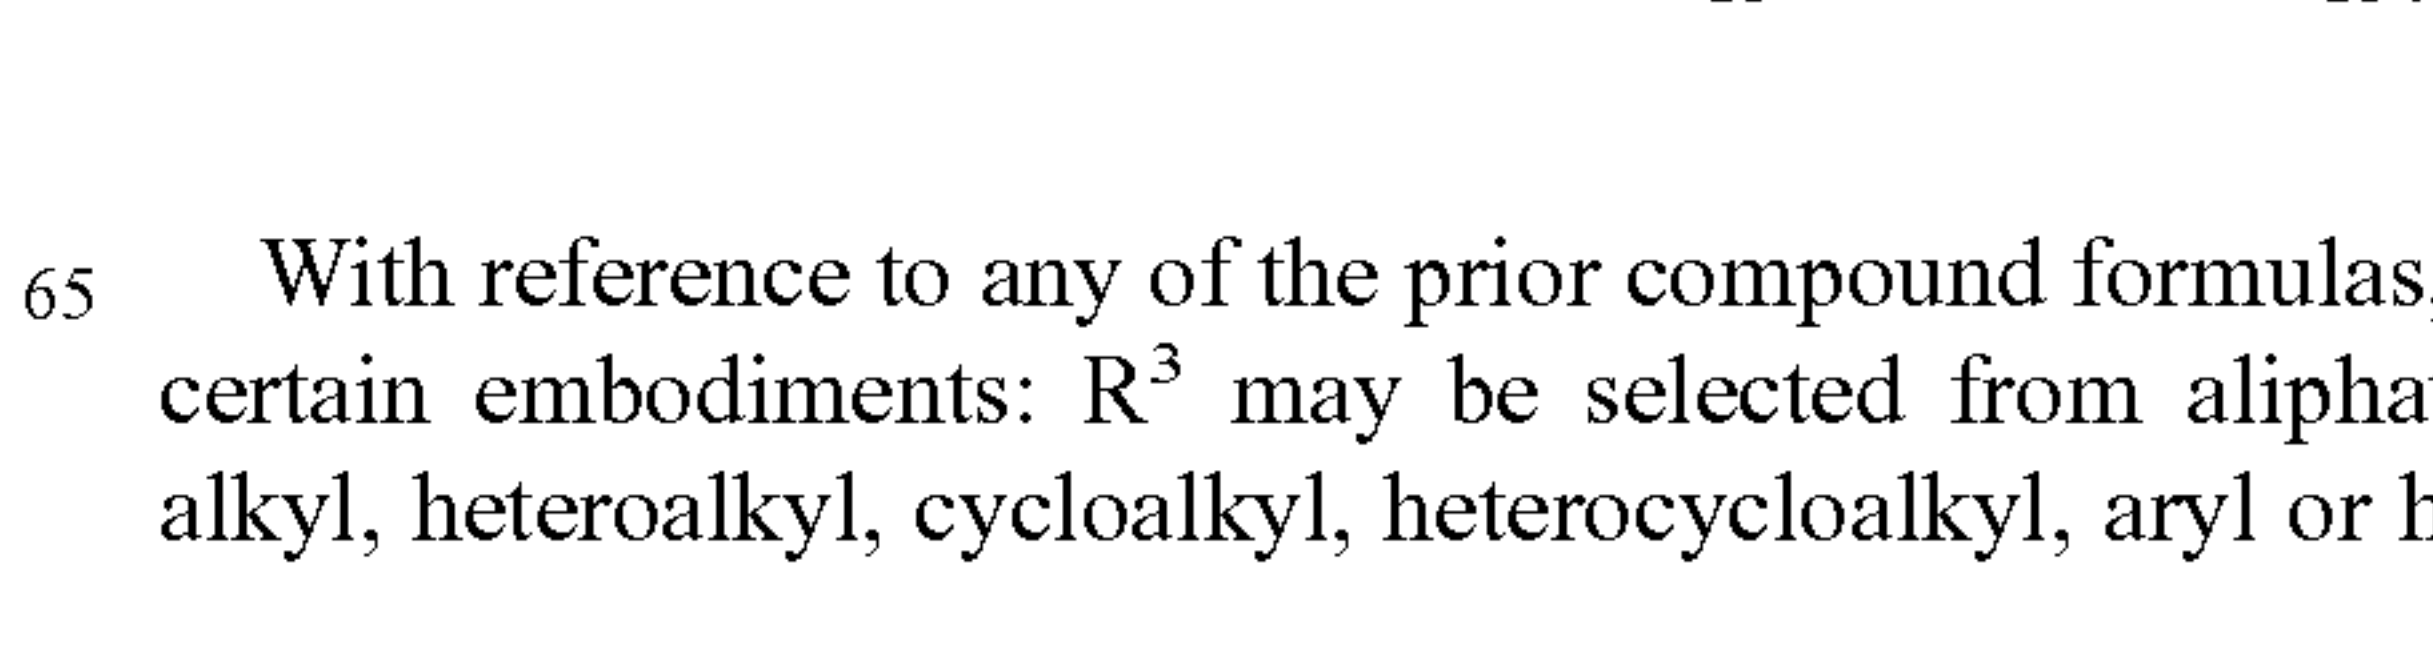 65 With reference to any of the prior compound formulas,
certain embodiments: R³ may be selected from
alkyl, heteroalkyl, cycloalkyl, heterocycloalkyl, aryl or